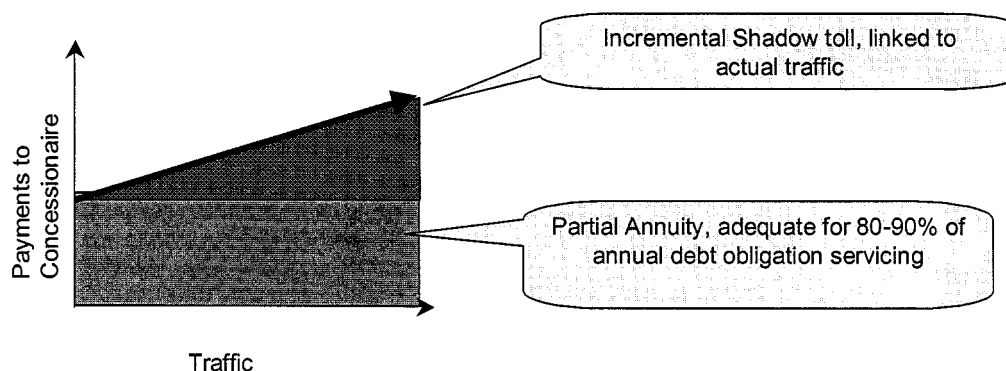 Incremental Shadow toll, linked to
actual traffic
Payments to
Concessionaire
Partial Annuity, adequate for 80-90% of
annual debt obligation servicing
Traffic